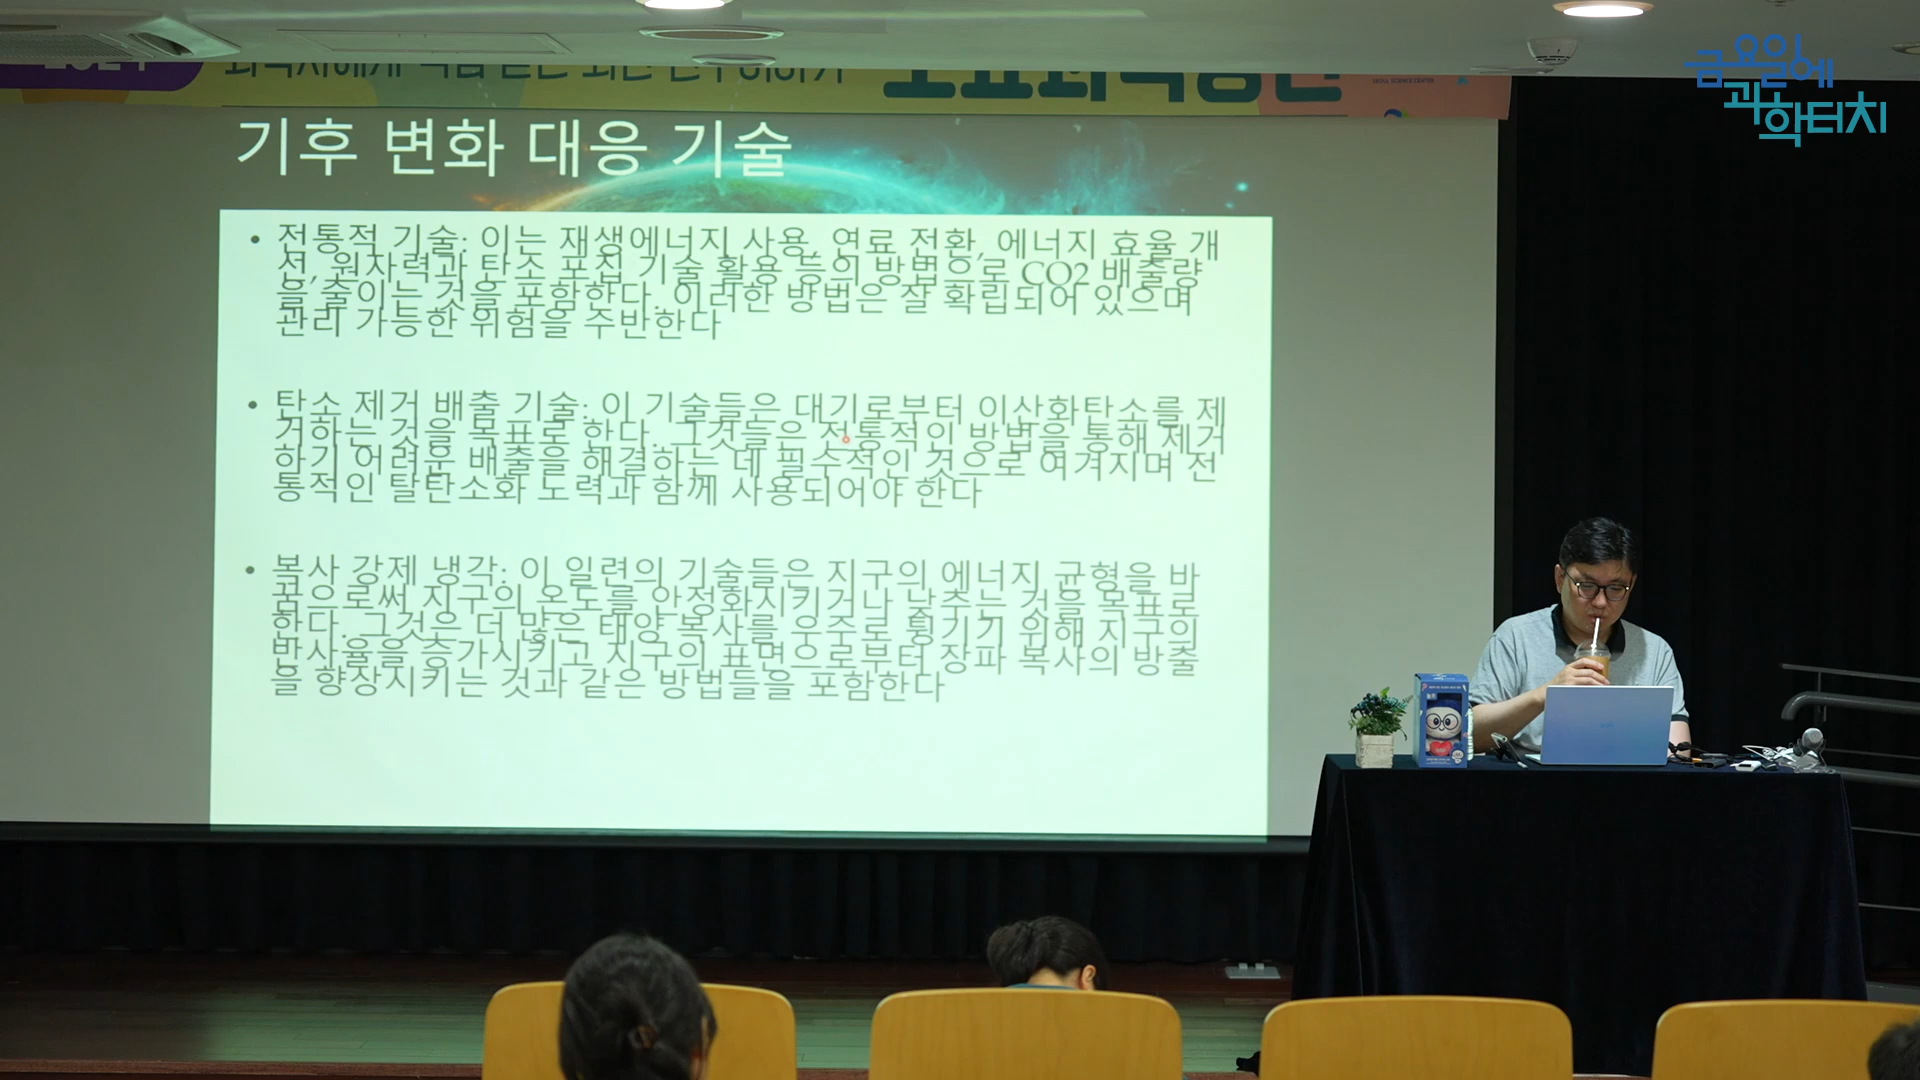 금요일에
과학터치
기후 변화 대응 기술
• 전통적 기술: 이는 재생에너지 사용, 연료 전환, 에너지 효율 개
선, 원자력과 탄소 포집 기술 활용 등의 방법으로 CO2 배출량
을 줄이는 것을 포함한다. 이러한 방법은 잘 확립되어 있으며
관리 가능한 위험을 수반한다
• 탄소 제거 배출 기술: 이 기술들은 대기로부터 이산화탄소를 제
거하는 것을 목표로 한다. 그것들은 전통적인 방법을 통해 제거
하기 어려운 배출을 해결하는 데 필수적인 것으로 여겨지며 전
통적인 탈탄소화 노력과 함께 사용되어야 한다
• 복사 강제 냉각: 이 일련의 기술들은 지구의 에너지 균형을 바
꿈으로써 지구의 온도를 안정화시키거나 낮추는 것을 목표로
한다. 그것은 더 많은 태양 복사를 우주로 튕기기 위해 지구의
반사율을 증가시키고 지구의 표면으로부터 장파 복사의 방출
을 향상시키는 것과 같은 방법들을 포함한다